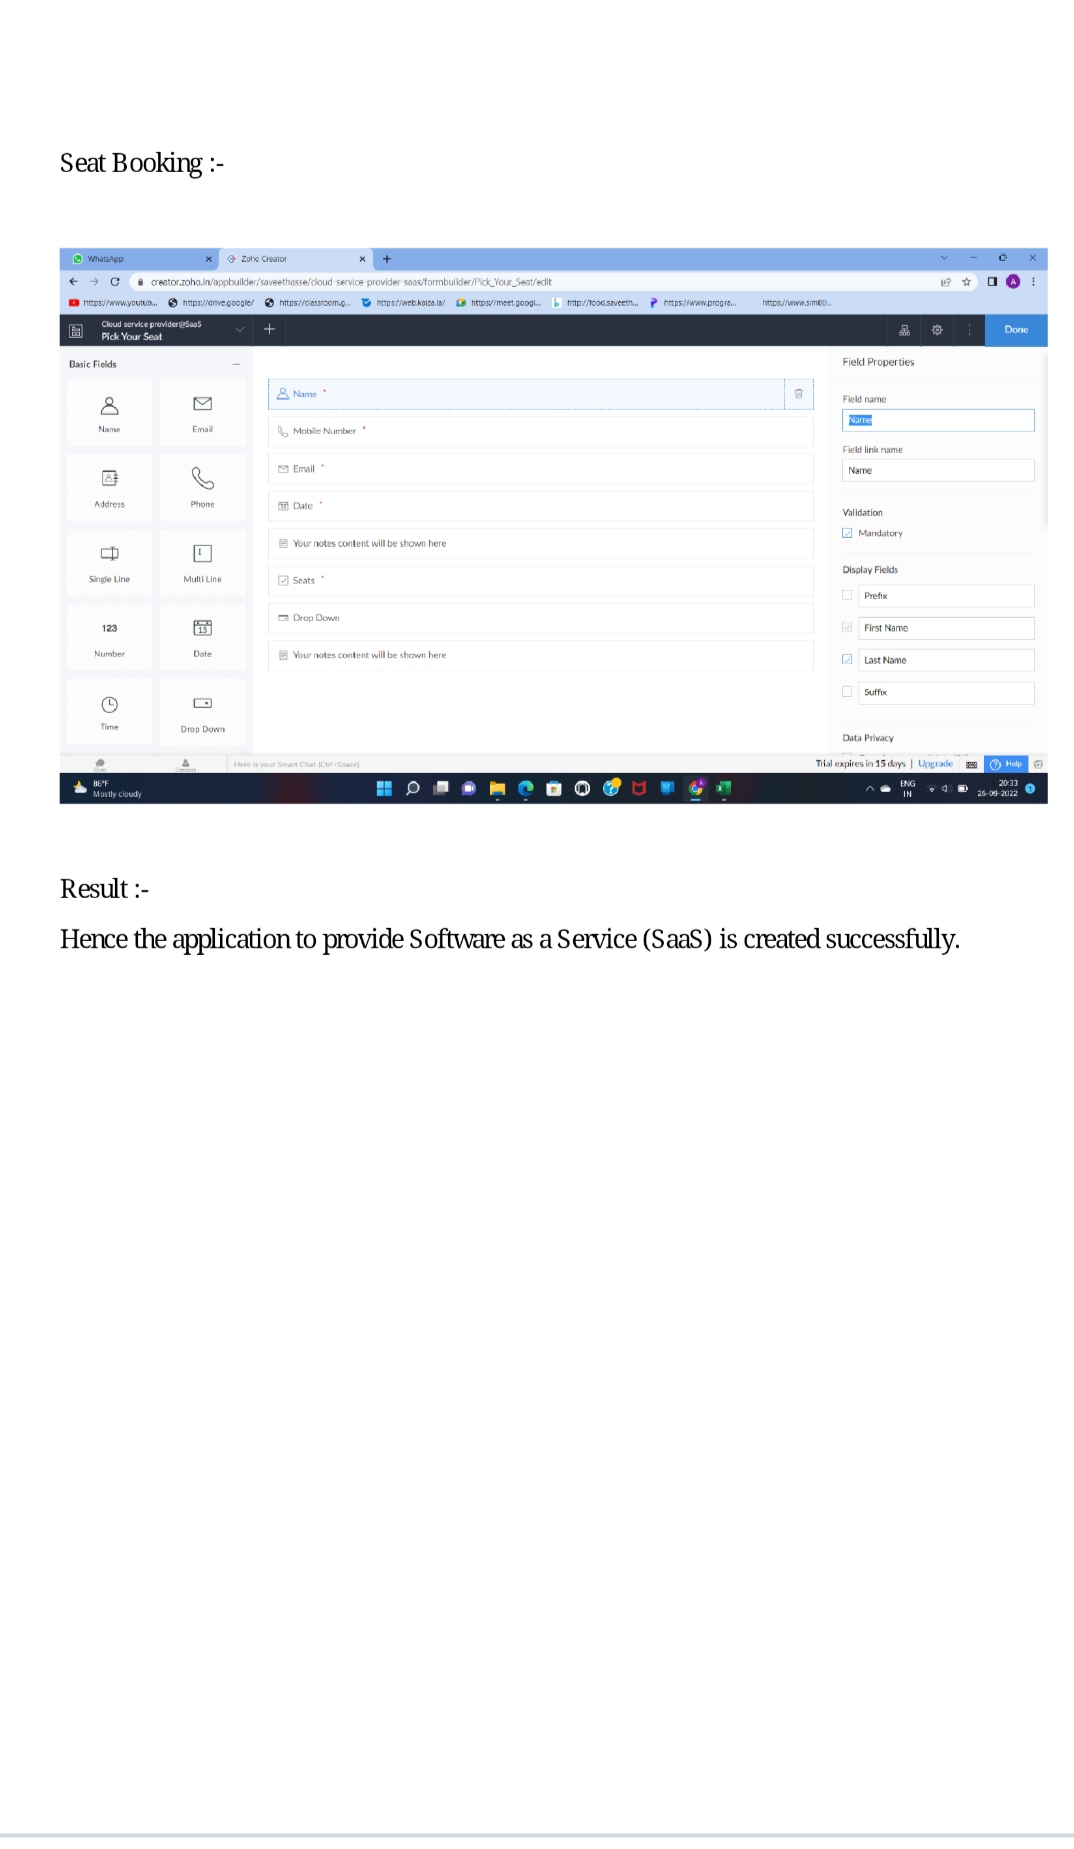 Seat Booking :-
WhatsApp
Zoho Creator
creator.zoho.in/appbuilder/saveethasse/cloud-service-provider-saas/formbuilder/Pick_Your_Seat/edit
https://www.youtub... https://drive.google/ https://classroom.g... https://web.kaiza.la/ https://meet.googl... http://food.saveeth... https://www.progra...
Cloud service provider@SaaS
Pick Your Seat
Done
Basic Fields
Name
Email
Address
Phone
Single Line
Multi Line
123
Number
15
Date
Time
Drop Down
Name *
Mobile Number *
Email *
Date *
Your notes content will be shown here
Seats *
Drop Down
Your notes content will be shown here
Field Properties
Field name
Name
Field link name
Name
Validation
Mandatory
Display Fields
Prefix
First Name
Last Name
Suffix
Data Privacy
Chats
Contacts
Here is your Smart Chat (Ctrl+Space)
Trial expires in 15 days | Upgrade
Help
86°F
Mostly cloudy
ENG
IN
20:33
26-09-2022
Result :-
Hence the application to provide Software as a Service (SaaS) is created successfully.